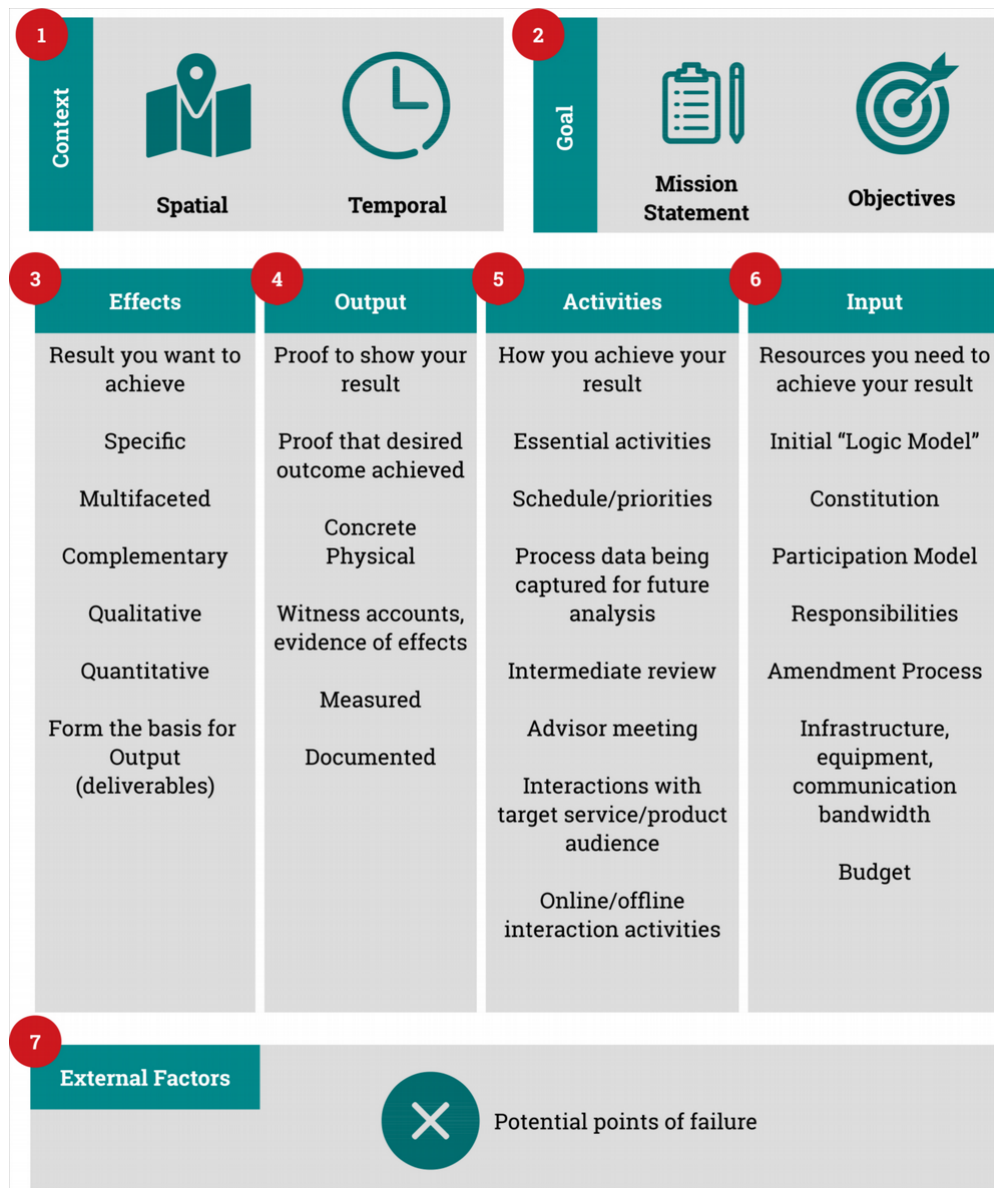 1
Context
Spatial
Temporal
2
Goal
Mission
Statement
Objectives
3
Effects
Result you want to
achieve
Specific
Multifaceted
Complementary
Qualitative
Quantitative
Form the basis for
Output
(deliverables)
4
Output
Proof to show your
result
Proof that desired
outcome achieved
Concrete
Physical
Witness accounts,
evidence of effects
Measured
Documented
5
Activities
How you achieve your
result
Essential activities
Schedule/priorities
Process data being
captured for future
analysis
Intermediate review
Advisor meeting
Interactions with
target service/product
audience
Online/offline
interaction activities
6
Input
Resources you need to
achieve your result
Initial “Logic Model”
Constitution
Participation Model
Responsibilities
Amendment Process
Infrastructure,
equipment,
communication
bandwidth
Budget
7
External Factors
Potential points of failure